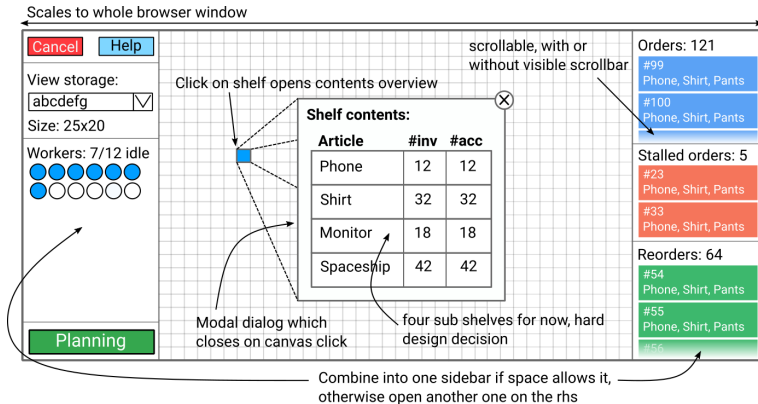 Scales to whole browser window
Cancel
Help
View storage:
abcdefg
Size: 25x20
Workers: 7/12 idle
Planning
Click on shelf opens contents overview
scrollable, with or
without visible scrollbar
Shelf contents:
Article #inv #acc
Phone 12 12
Shirt 32 32
Monitor 18 18
Spaceship 42 42
Modal dialog which
closes on canvas click
four sub shelves for now, hard
design decision
Orders: 121
#99
Phone, Shirt, Pants
#100
Phone, Shirt, Pants
Stalled orders: 5
#23
Phone, Shirt, Pants
#33
Phone, Shirt, Pants
Reorders: 64
#54
Phone, Shirt, Pants
#55
Phone, Shirt, Pants
#56
Combine into one sidebar if space allows it,
otherwise open another one on the rhs